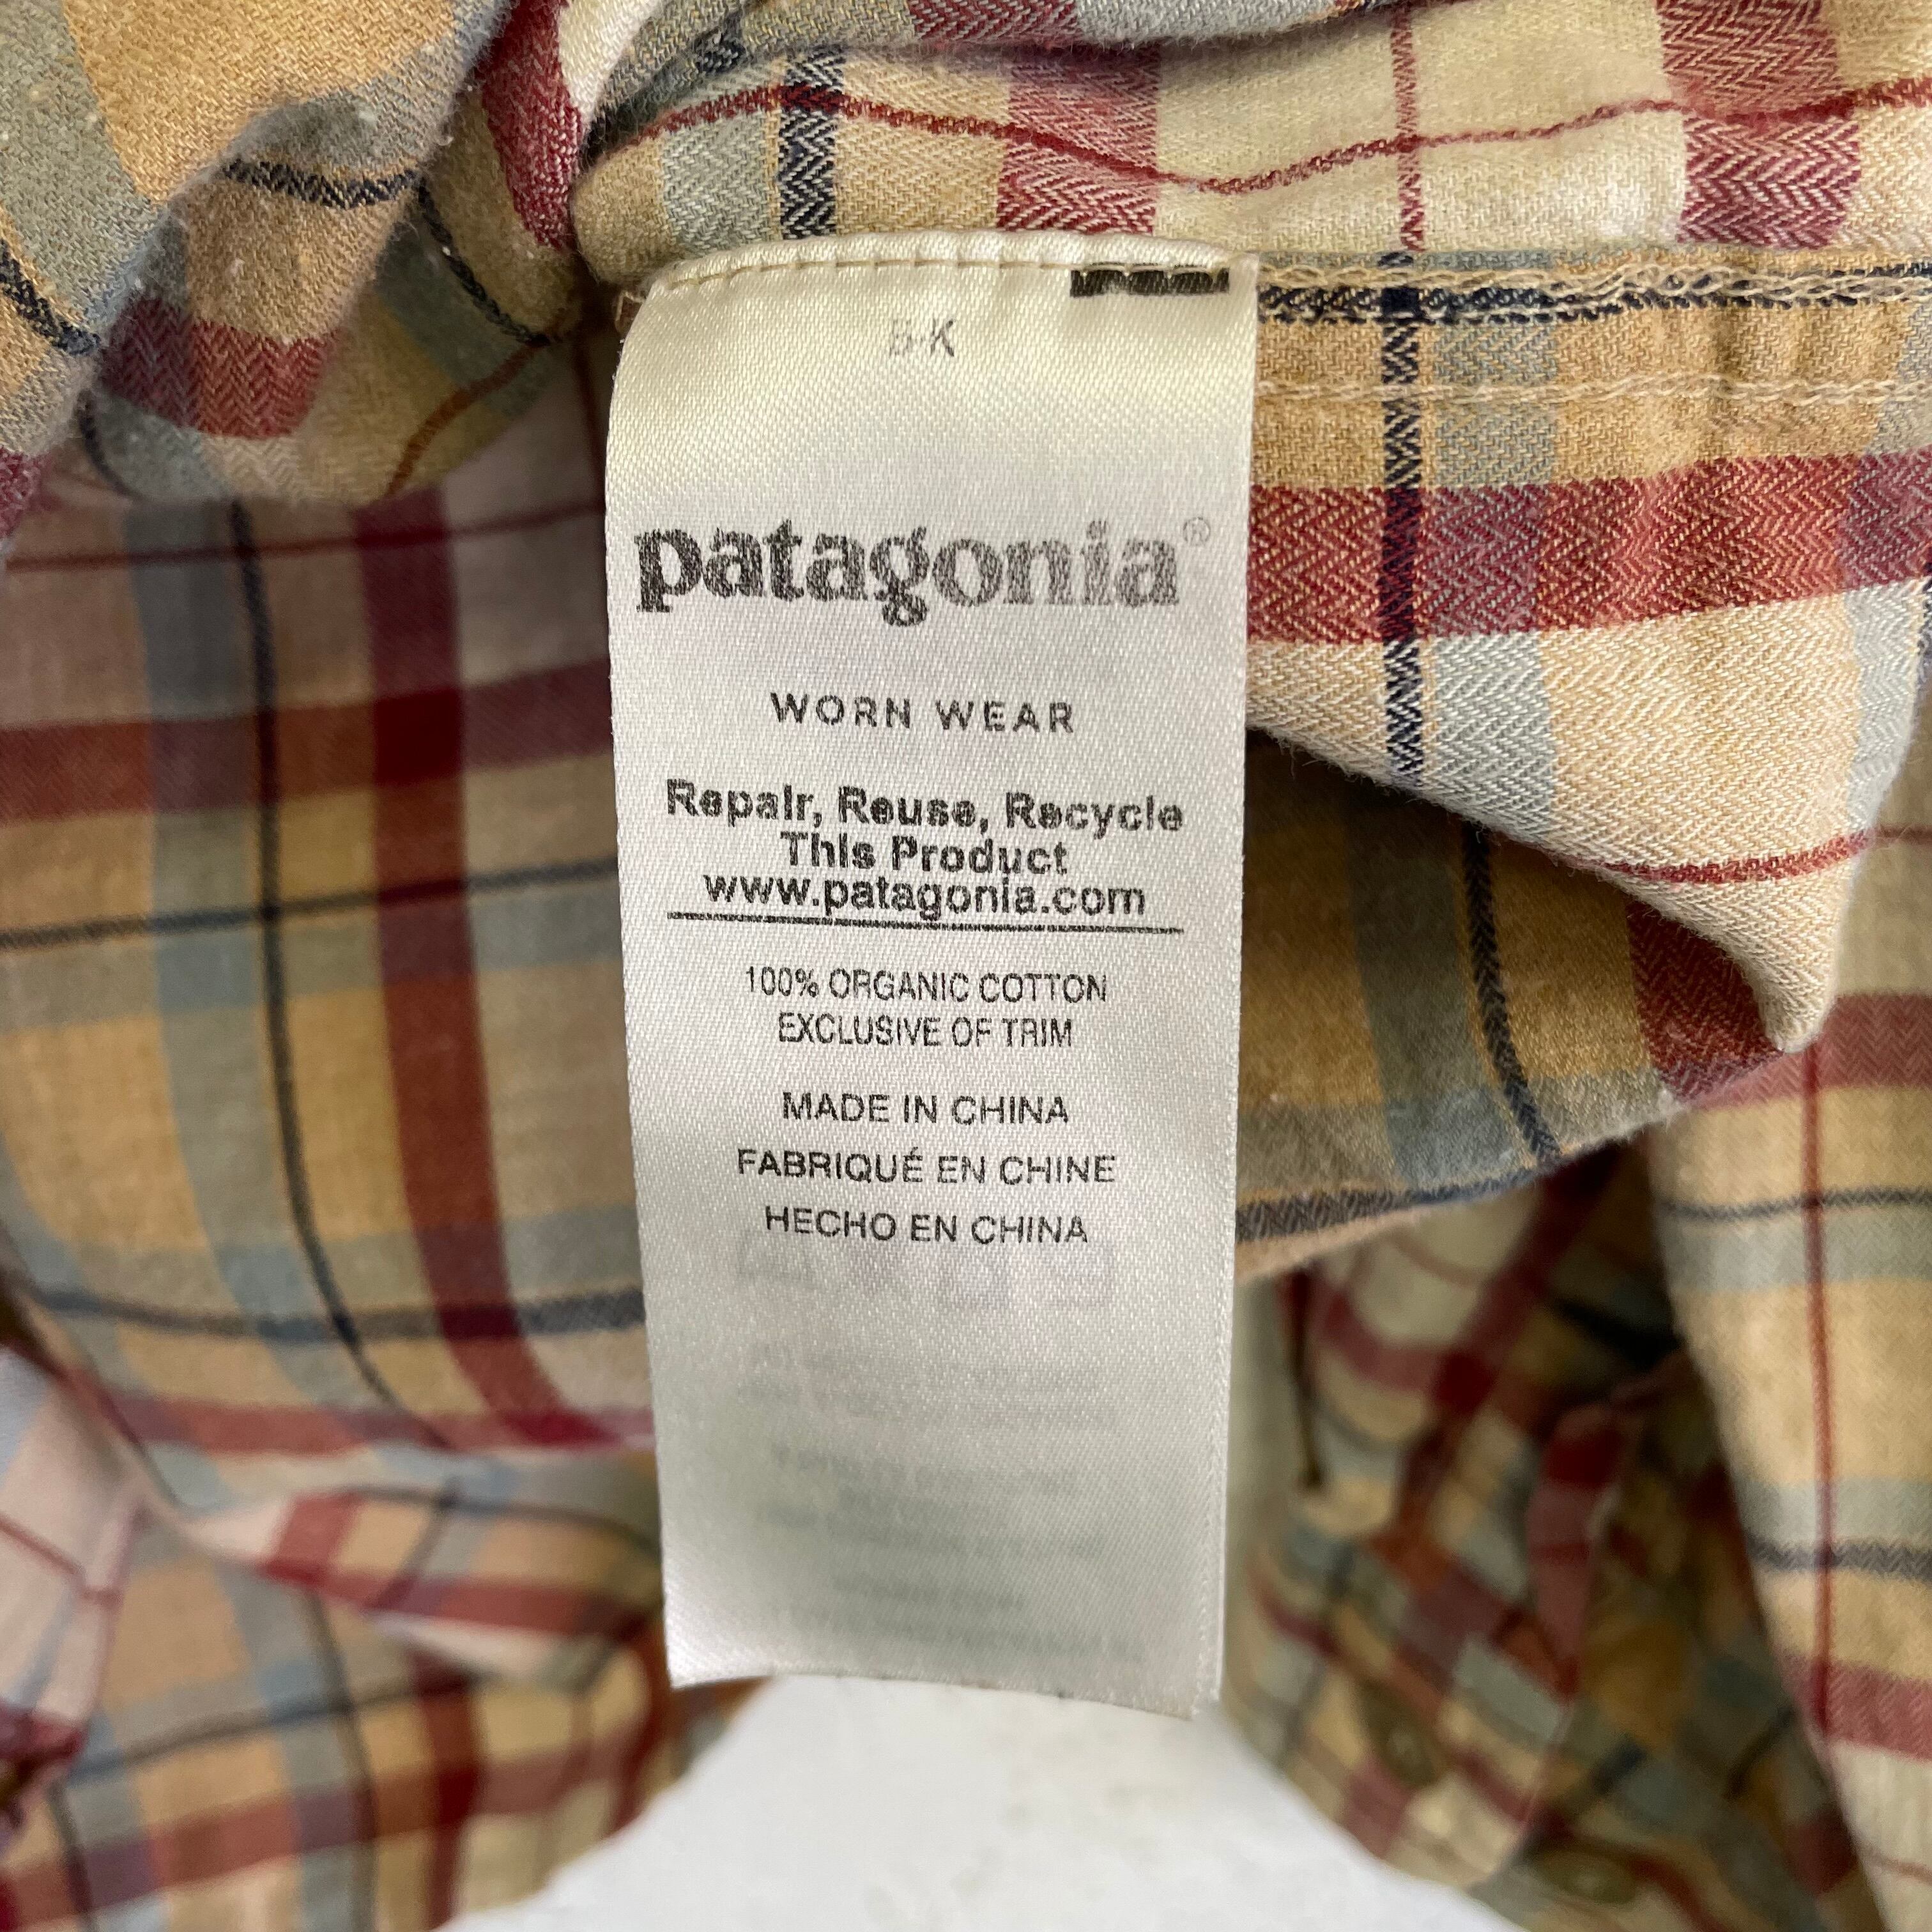 patagonia®
WORN WEAR
Repair, Reuse, Recycle
This Product
www.patagonia.com
100% ORGANIC COTTON
EXCLUSIVE OF TRIM
MADE IN CHINA
FABRIQUÉ EN CHINE
HECHO EN CHINA